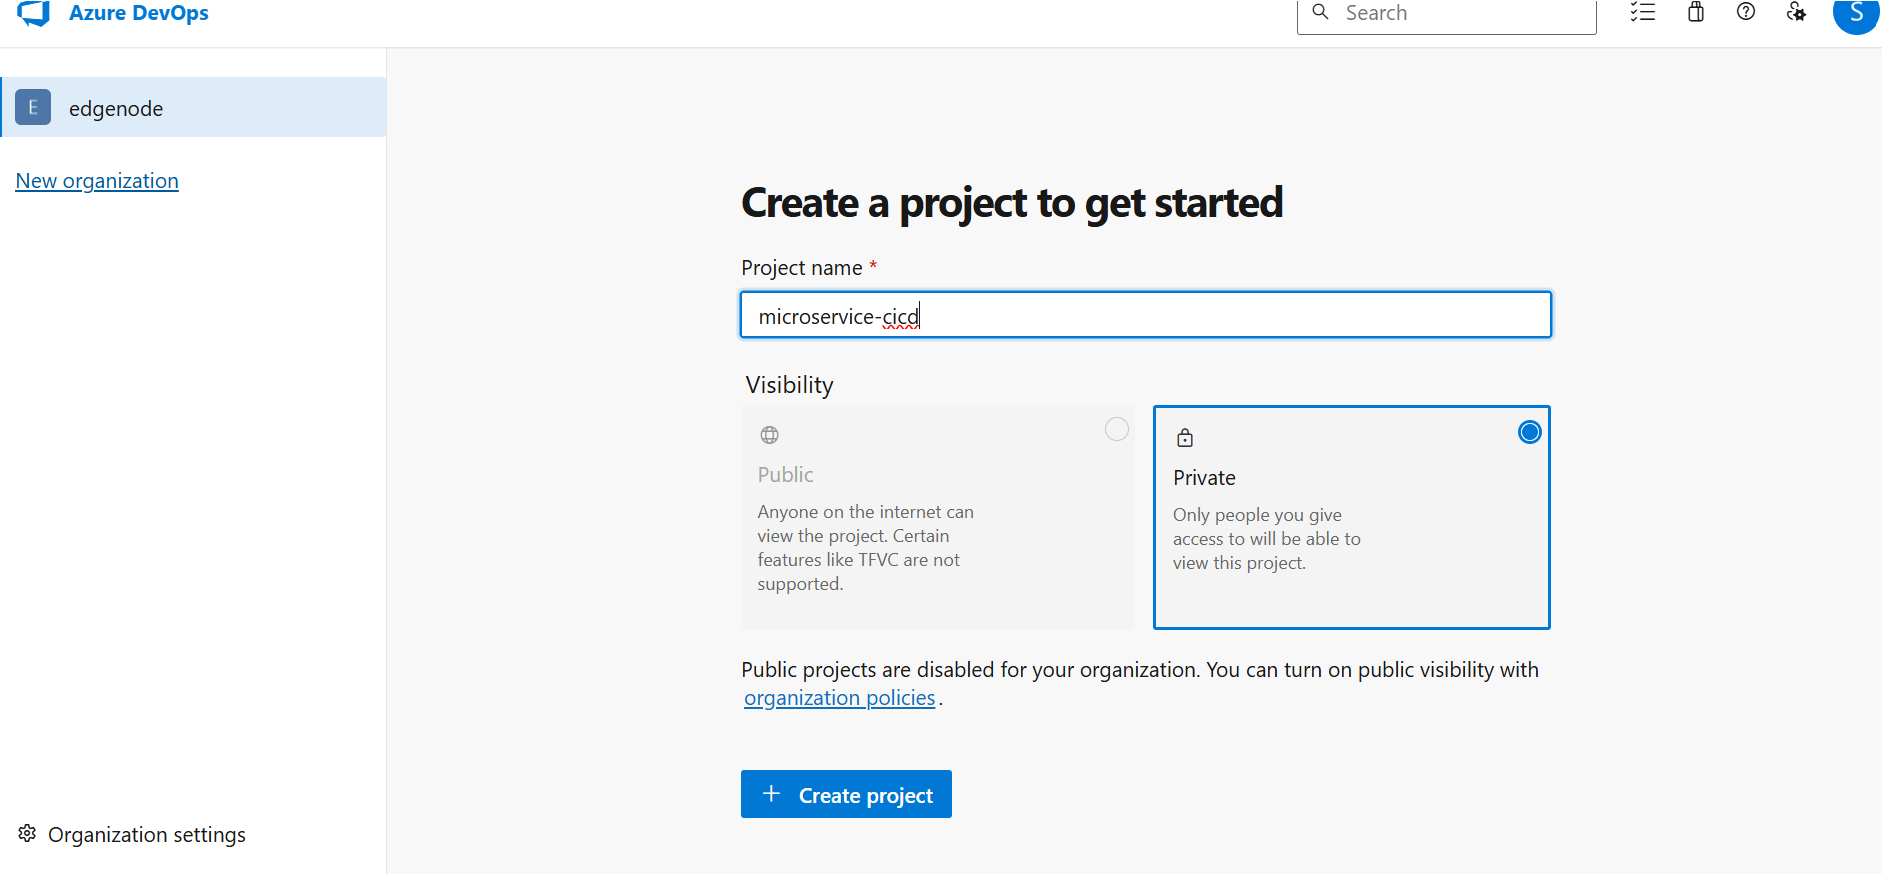 Azure DevOps
Search
S
E
edgenode
New organization
Create a project to get started
Project name *
microservice-cicd
Visibility
Public
Anyone on the internet can
view the project. Certain
features like TFVC are not
supported.
Private
Only people you give
access to will be able to
view this project.
Public projects are disabled for your organization. You can turn on public visibility with
organization policies.
+ Create project
Organization settings